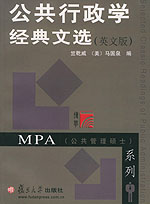 公共行政学
经典文选(英文版)
竺乾威 (美)马国泉 编
MPA
(公共管理硕士)
系列
复旦大学出版社